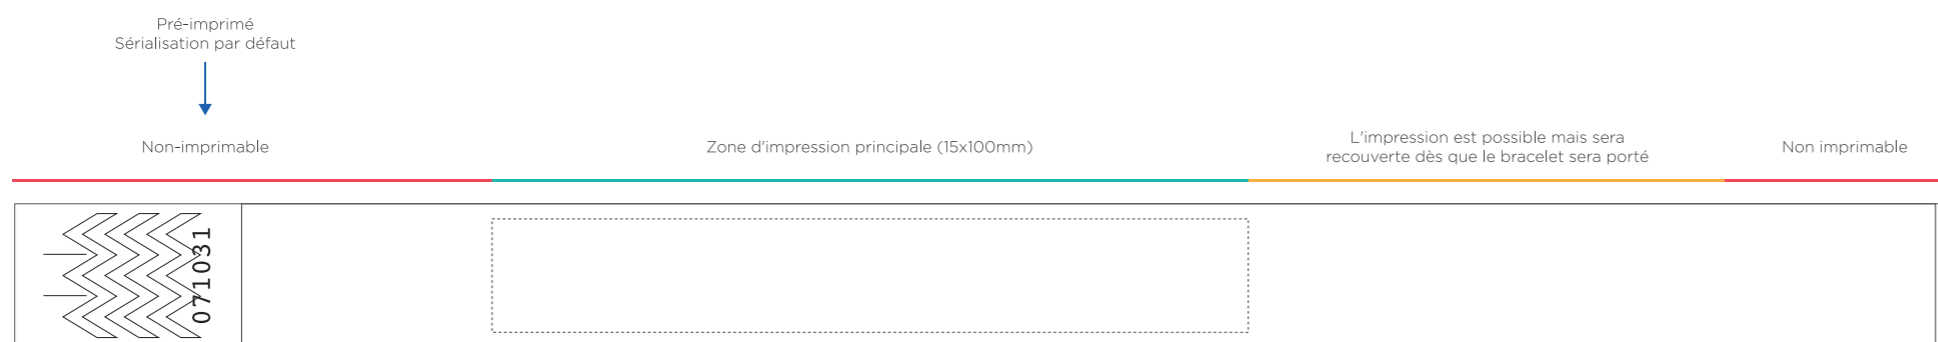 Pré-imprimé
Sérialisation par défaut
Non-imprimable
Zone d'impression principale (15x100mm)
L'impression est possible mais sera
recouverte dès que le bracelet sera porté
Non imprimable
071031